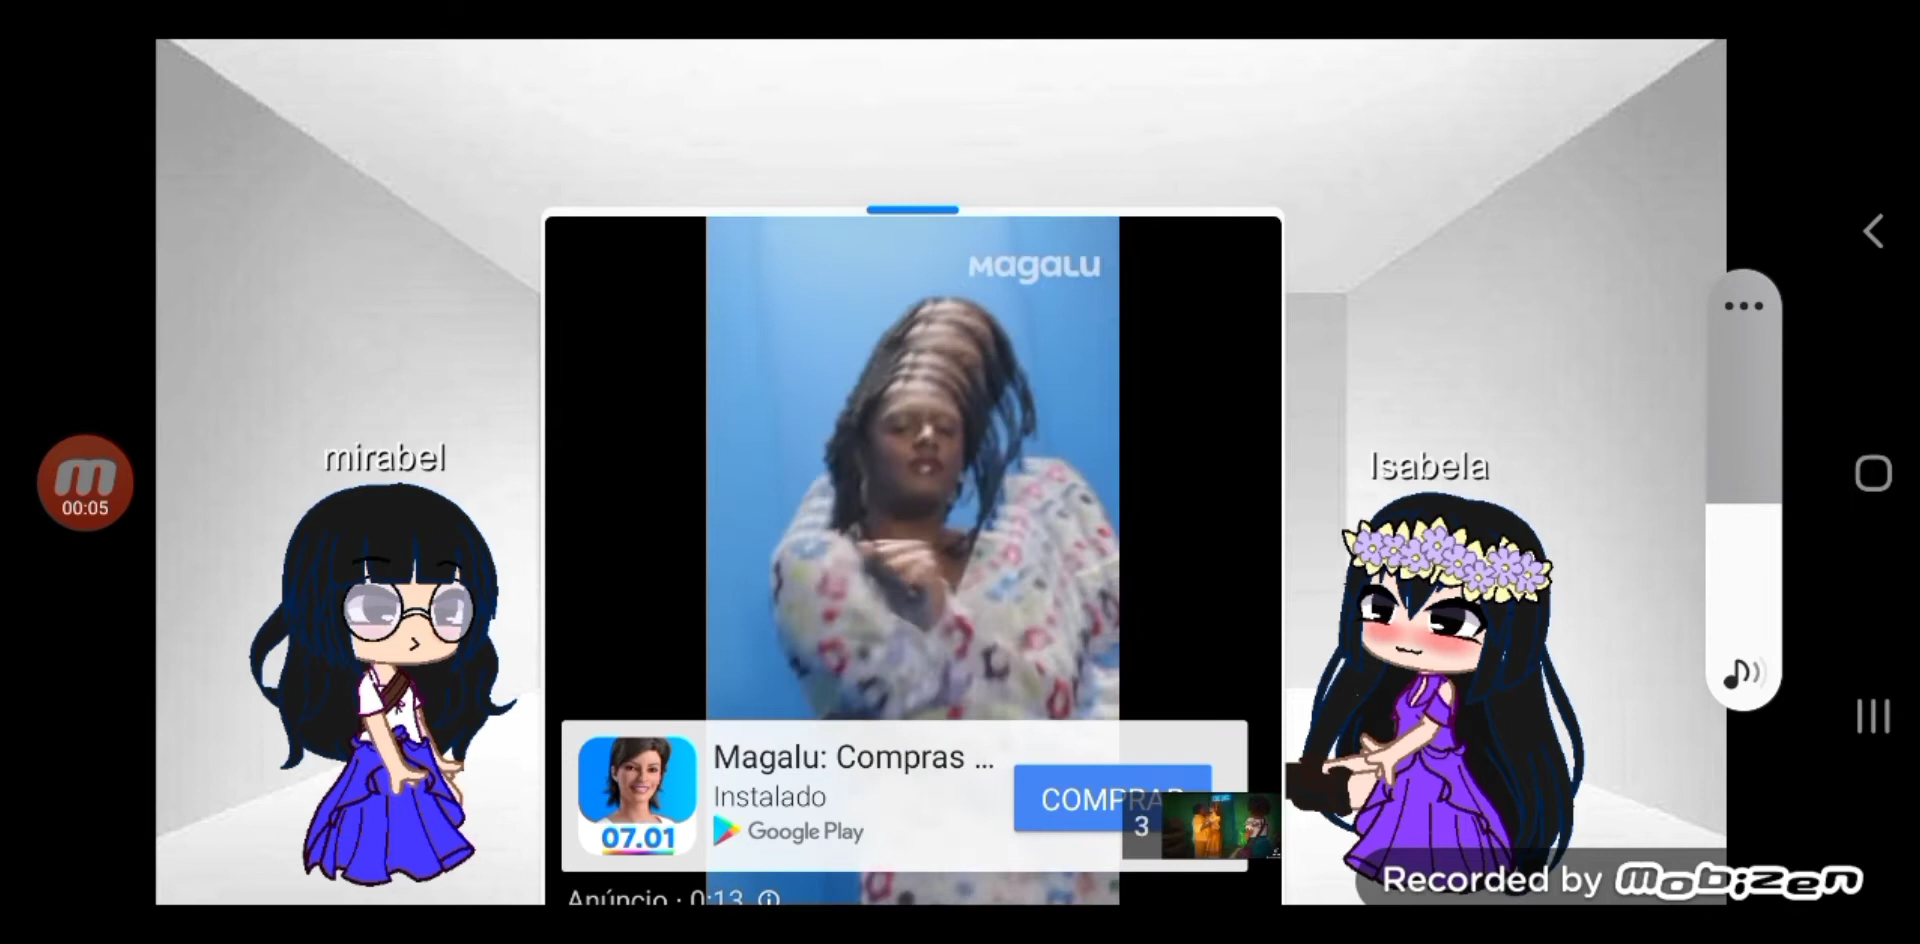 Magalu
mirabel
Isabela
00:05
Magalu: Compras ...
Instalado
Google Play
COMPRAR
3
07.01
Anúncio · 0:13
Recorded by Mobizen